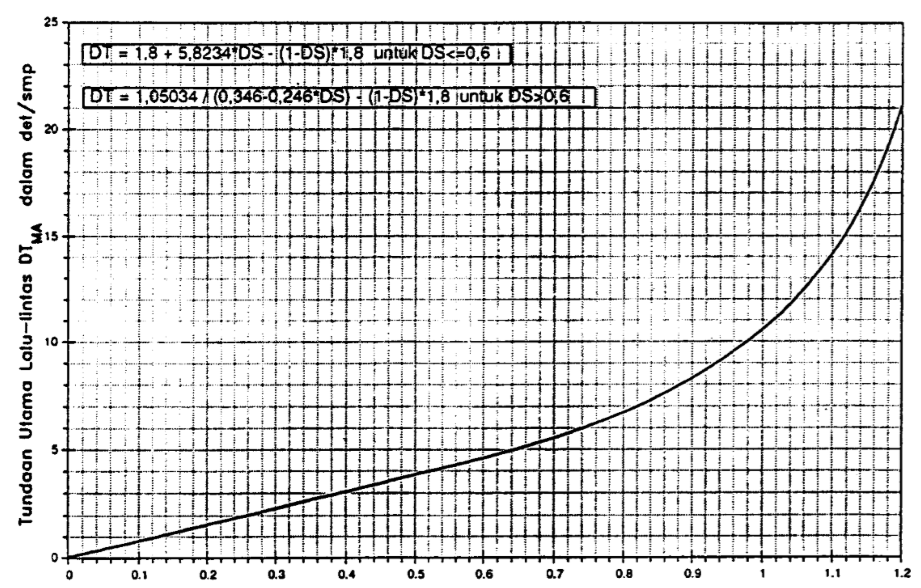 25
20
15
10
5
0
Tundaan Utama Lalu-lintas DT MA dalam det/smp
DT = 1.8 + 5,8234*DS - (1-DS)*1,8 untuk DS<=0,6
DT = 1,05034 / (0,346-0,246*DS) - (1-DS)*1,8 untuk DS>0,6
0 0.1 0.2 0.3 0.4 0.5 0.6 0.7 0.8 0.9 1 1.1 1.2